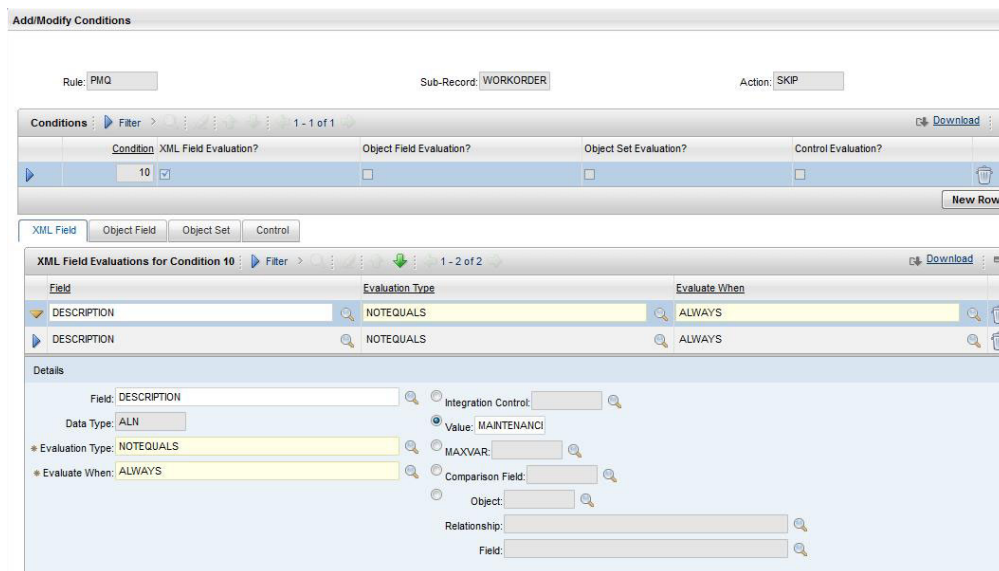 Add/Modify Conditions
Rule: PMQ Sub-Record: WORKORDER Action: SKIP
Conditions Filter > 1 - 1 of 1 Download
Condition XML Field Evaluation? Object Field Evaluation? Object Set Evaluation? Control Evaluation?
10
New Row
XML Field Object Field Object Set Control
XML Field Evaluations for Condition 10 Filter > 1 - 2 of 2 Download
Field Evaluation Type Evaluate When
DESCRIPTION NOTEQUALS ALWAYS
DESCRIPTION NOTEQUALS ALWAYS
Details
Field: DESCRIPTION Integration Control:
Data Type: ALN Value: MAINTENANCI
* Evaluation Type: NOTEQUALS MAXVAR:
* Evaluate When: ALWAYS Comparison Field:
Object:
Relationship:
Field: